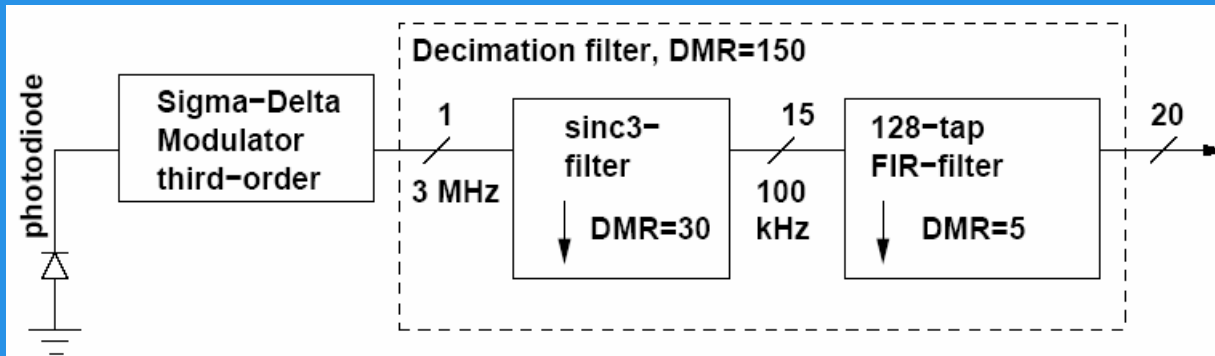 photodiode
Sigma−Delta
Modulator
third−order
Decimation filter, DMR=150
1
3 MHz
sinc3−
filter
DMR=30
15
100
kHz
128−tap
FIR−filter
DMR=5
20